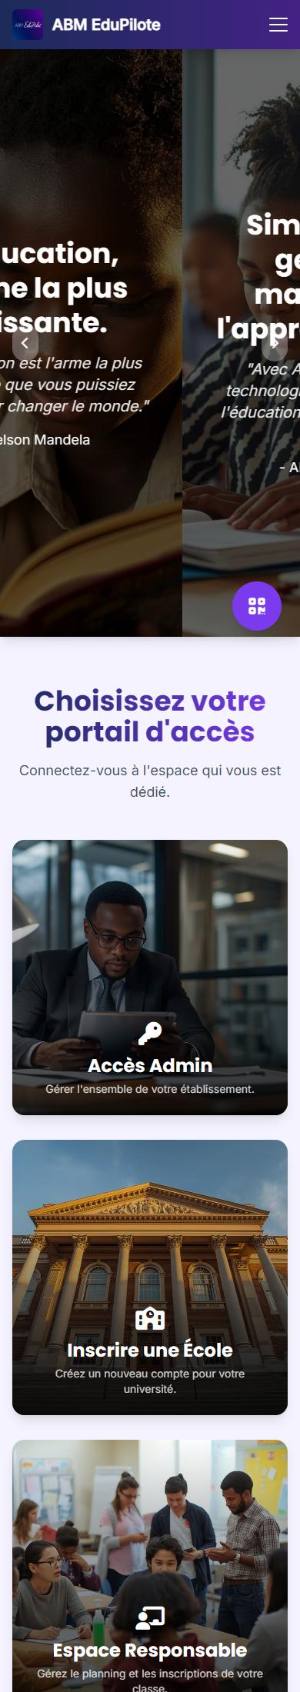 ABM EduPilote
ucation,
ne la plus
issante.
on est l'arme la plus
que vous puissiez
r changer le monde."
elson Mandela
Sim
ge
ma
l'appr
"Avec A
technolog
l'éducation
- A
Choisissez votre
portail d'accès
Connectez-vous à l'espace qui vous est
dédié.
Accès Admin
Gérer l'ensemble de votre établissement.
Inscrire une École
Créez un nouveau compte pour votre
université.
Espace Responsable
Gérez le planning et les inscriptions de votre
classe.